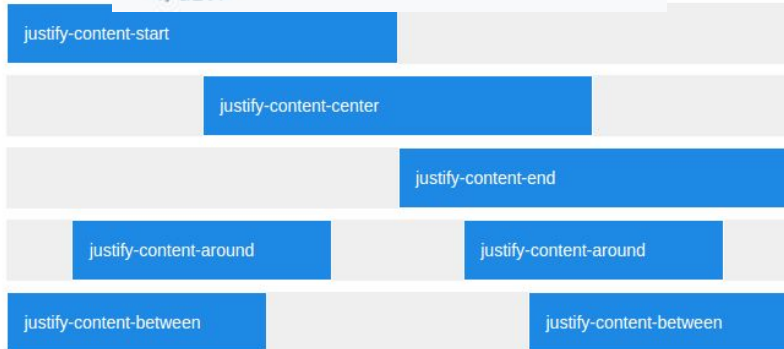 justify-content-start
justify-content-center
justify-content-end
justify-content-around justify-content-around
justify-content-between justify-content-between